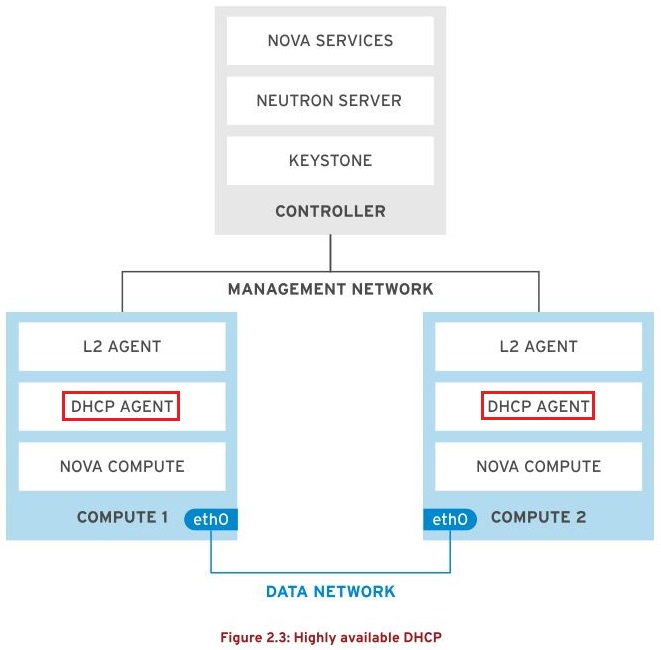 NOVA SERVICES
NEUTRON SERVER
KEYSTONE
CONTROLLER
MANAGEMENT NETWORK
L2 AGENT
DHCP AGENT
NOVA COMPUTE
COMPUTE 1
eth0
L2 AGENT
DHCP AGENT
NOVA COMPUTE
eth0
COMPUTE 2
DATA NETWORK
Figure 2.3: Highly available DHCP